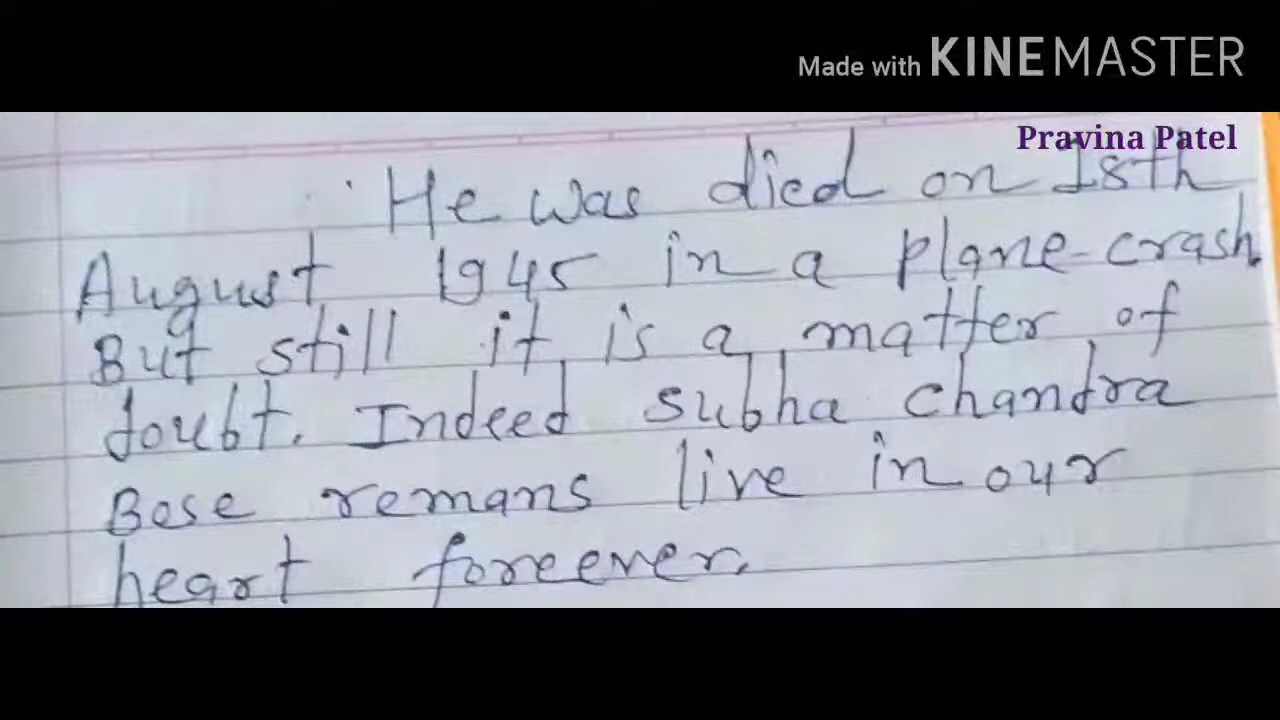 Made with KINEMASTER
Pravina Patel
He was died on 18th
August 1945 in a plane-crash.
But still it is a matter of
doubt. Indeed subha chandra
Bose remans live in our
heart foreever.